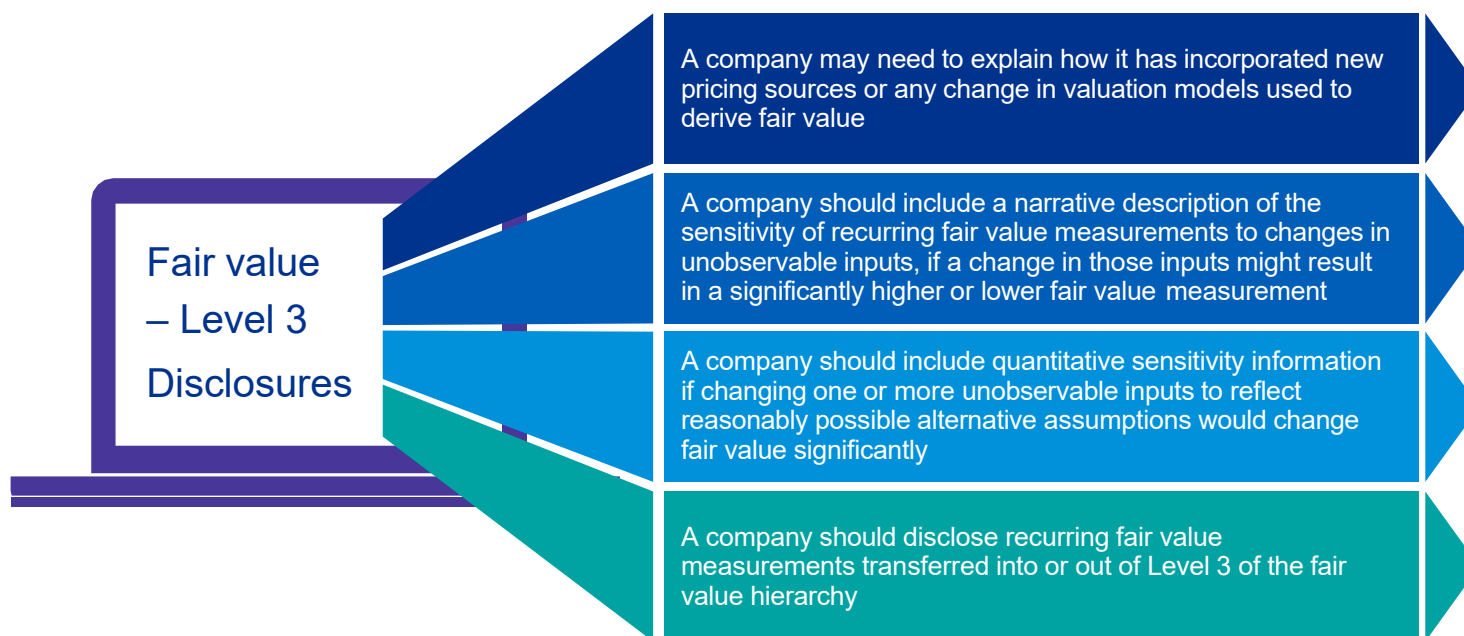 Fair value
– Level 3
Disclosures
A company may need to explain how it has incorporated new
pricing sources or any change in valuation models used to
derive fair value
A company should include a narrative description of the
sensitivity of recurring fair value measurements to changes in
unobservable inputs, if a change in those inputs might result
in a significantly higher or lower fair value measurement
A company should include quantitative sensitivity information
if changing one or more unobservable inputs to reflect
reasonably possible alternative assumptions would change
fair value significantly
A company should disclose recurring fair value
measurements transferred into or out of Level 3 of the fair
value hierarchy